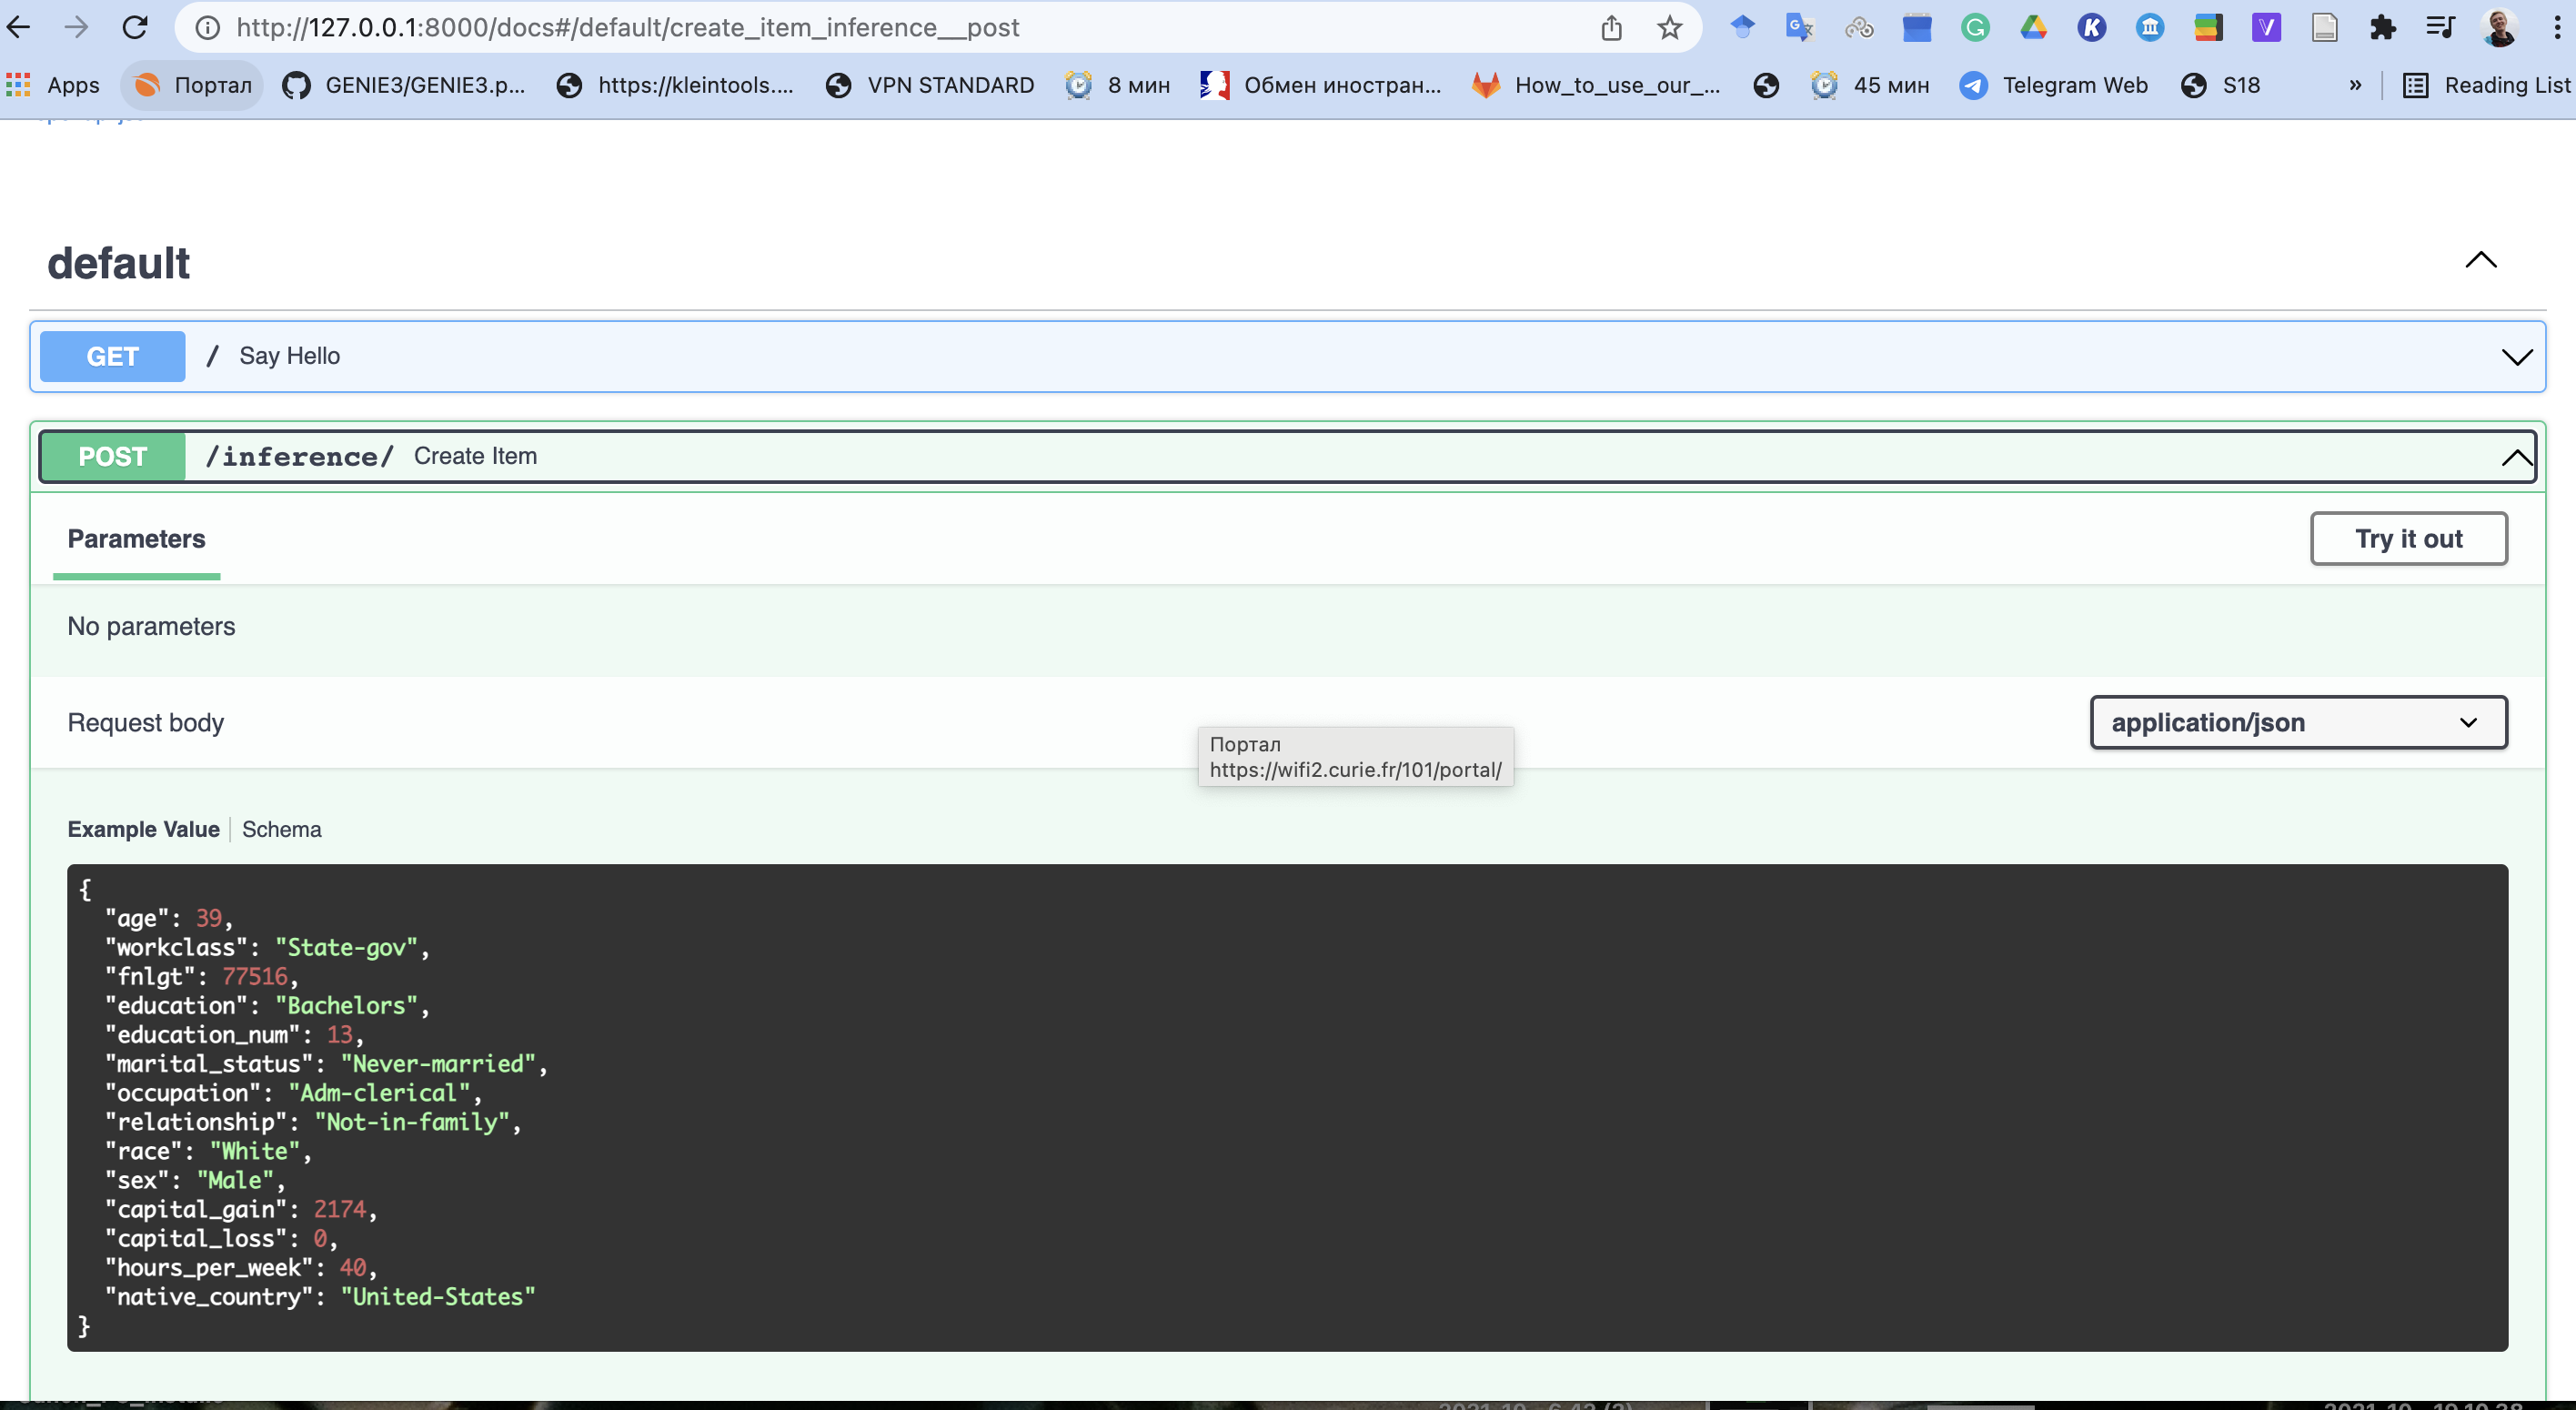 http://127.0.0.1:8000/docs#/default/create_item_inference__post
Apps Портал GENIE3/GENIE3.p... https://kleintools.... VPN STANDARD 8 мин Обмен иностран... How_to_use_our_... 45 мин Telegram Web S18 » Reading List
default
GET / Say Hello
POST /inference/ Create Item
Parameters Try it out
No parameters
Request body application/json
Портал
https://wifi2.curie.fr/101/portal/
Example Value Schema
{
"age": 39,
"workclass": "State-gov",
"fnlgt": 77516,
"education": "Bachelors",
"education_num": 13,
"marital_status": "Never-married",
"occupation": "Adm-clerical",
"relationship": "Not-in-family",
"race": "White",
"sex": "Male",
"capital_gain": 2174,
"capital_loss": 0,
"hours_per_week": 40,
"native_country": "United-States"
}